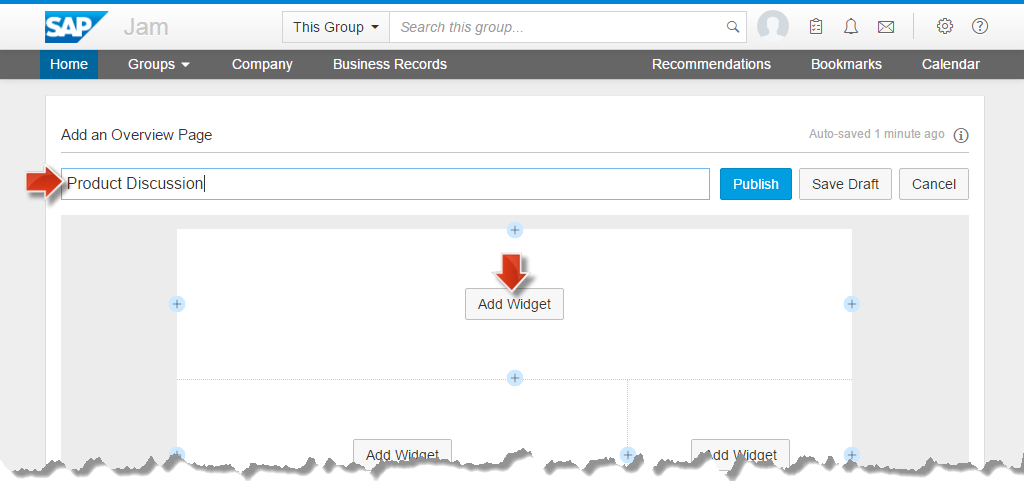 SAP Jam This Group Search this group...
Home Groups Company Business Records Recommendations Bookmarks Calendar
Add an Overview Page Auto-saved 1 minute ago
Product Discussion Publish Save Draft Cancel
Add Widget
Add Widget Add Widget